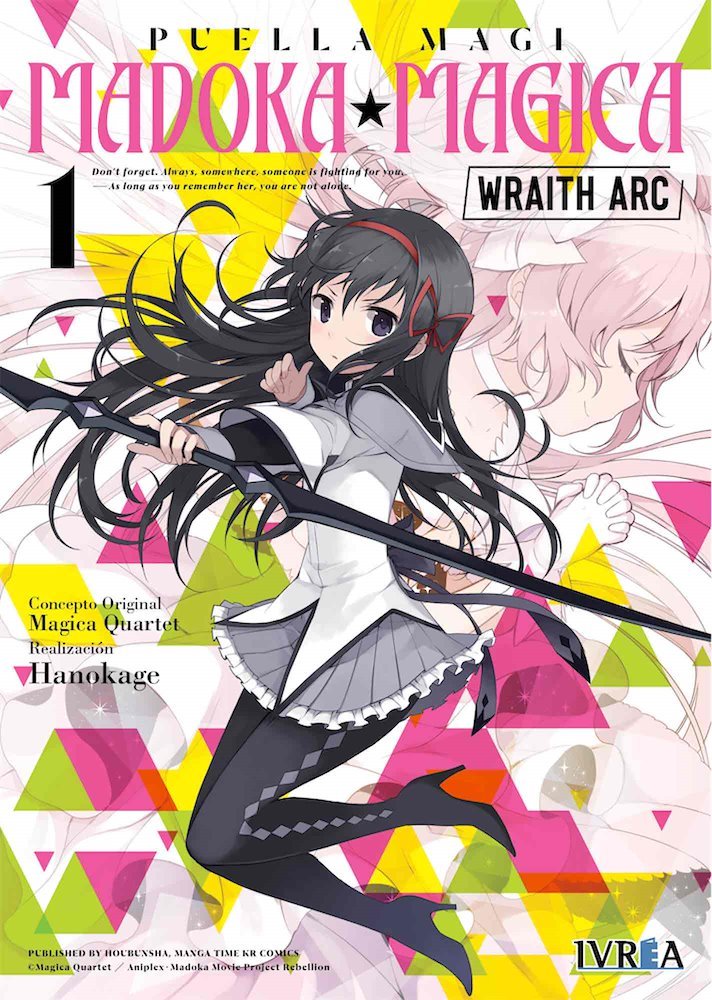 PUELLA MAGI
MADOKA★MAGICA
1
Don't forget. Always, somewhere, someone is fighting for you.
—As long as you remember her, you are not alone.
WRAITH ARC
Concepto Original
Magica Quartet
Realización
Hanokage
PUBLISHED BY HOUBUNSHA, MANGA TIME KR COMICS
©Magica Quartet / Aniplex·Madoka Movie Project Rebellion
IVREA